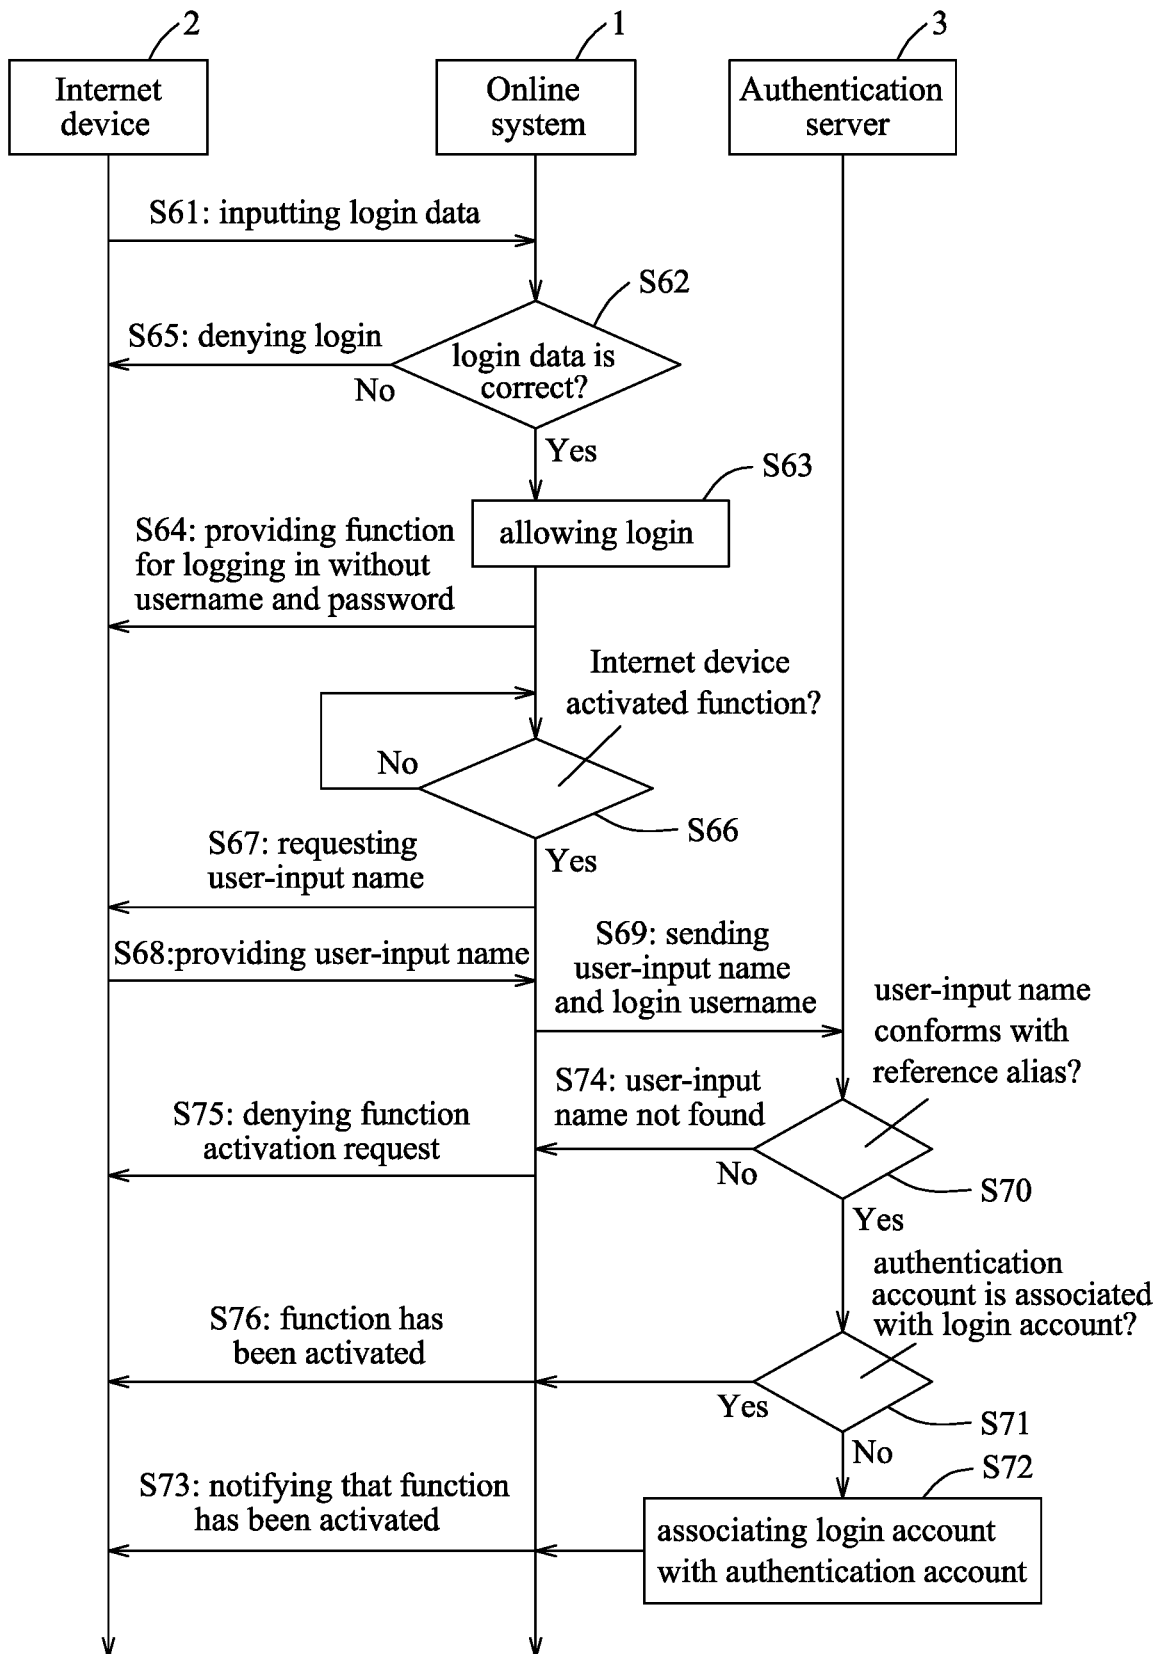 2
1
3
Internet
device
Online
system
Authentication
server
S61: inputting login data
S62
S65: denying login
login data is
correct?
No
Yes
S63
allowing login
S64: providing function
for logging in without
username and password
Internet device
activated function?
No
S66
Yes
S67: requesting
user-input name
S68:providing user-input name
S69: sending
user-input name
and login username
user-input name
conforms with
reference alias?
S74: user-input
name not found
S75: denying function
activation request
No
S70
Yes
authentication
account is associated
with login account?
S76: function has
been activated
Yes
S71
No
S72
S73: notifying that function
has been activated
associating login account
with authentication account